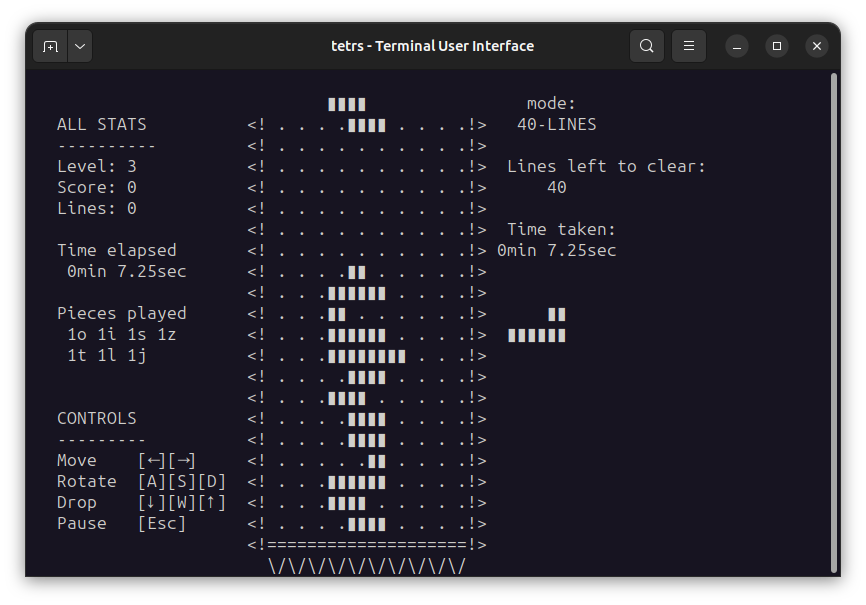 tetrs - Terminal User Interface
▮▮▮▮ mode:
ALL STATS <! . . . .▮▮▮▮ . . . .!> 40-LINES
---------- <! . . . . . . . . . .!>
Level: 3 <! . . . . . . . . . .!> Lines left to clear:
Score: 0 <! . . . . . . . . . .!> 40
Lines: 0 <! . . . . . . . . . .!>
<! . . . . . . . . . .!> Time taken:
Time elapsed <! . . . . . . . . . .!> 0min 7.25sec
0min 7.25sec <! . . . .▮▮ . . . . .!>
<! . . .▮▮▮▮▮▮ . . . .!>
Pieces played <! . . .▮▮ . . . . . .!> ▮▮
1o 1i 1s 1z <! . . .▮▮▮▮▮▮ . . . .!> ▮▮▮▮▮▮
1t 1l 1j <! . . .▮▮▮▮▮▮▮▮ . . .!>
<! . . . .▮▮▮▮ . . . .!>
<! . . .▮▮▮▮ . . . . .!>
CONTROLS <! . . . .▮▮▮▮ . . . .!>
--------- <! . . . .▮▮▮▮ . . . .!>
Move [←][→] <! . . . . .▮▮ . . . .!>
Rotate [A][S][D] <! . . .▮▮▮▮▮▮ . . . .!>
Drop [↓][W][↑] <! . . .▮▮▮▮ . . . . .!>
Pause [Esc] <! . . . .▮▮▮▮ . . . .!>
<!====================!>
\/\/\/\/\/\/\/\/\/\/